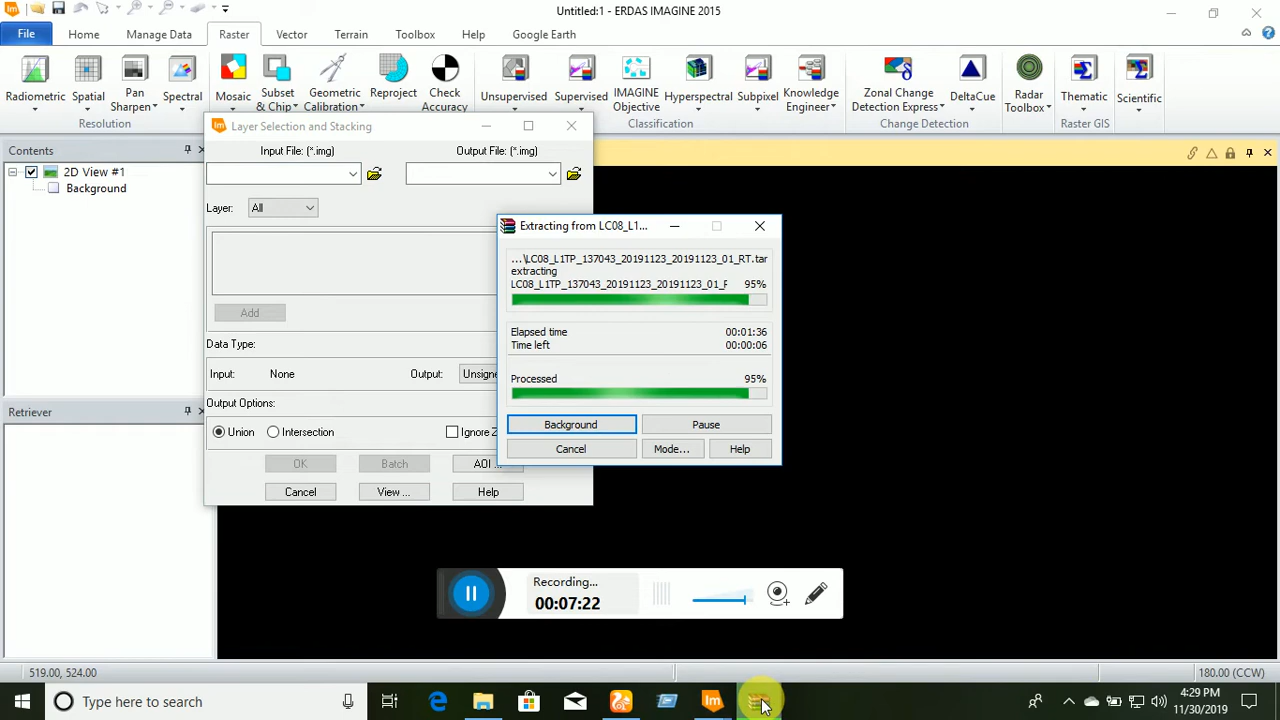 Untitled:1 - ERDAS IMAGINE 2015
File Home Manage Data Raster Vector Terrain Toolbox Help Google Earth
Radiometric Spatial Pan Sharpen Spectral Mosaic Subset & Chip Geometric Calibration Reproject Check Accuracy Unsupervised Supervised IMAGINE Objective Hyperspectral Subpixel Knowledge Engineer Zonal Change Detection Express DeltaCue Radar Toolbox Thematic Scientific
Resolution Classification Change Detection Raster GIS
Contents
2D View #1
Background
Retriever
Layer Selection and Stacking
Input File: (*.img) Output File: (*.img)
Layer: All
Add
Data Type:
Input: None Output:
Output Options:
Union Intersection Ignore
OK Batch AOI ...
Cancel View ... Help
Extracting from LC08_L1...
...\LC08_L1TP_137043_20191123_20191123_01_RT.tar
extracting
LC08_L1TP_137043_20191123_20191123_01_F 95%
Elapsed time 00:01:36
Time left 00:00:06
Processed 95%
Background Pause
Cancel Mode... Help
Recording...
00:07:22
519.00, 524.00 180.00 (CCW)
Type here to search
4:29 PM
11/30/2019